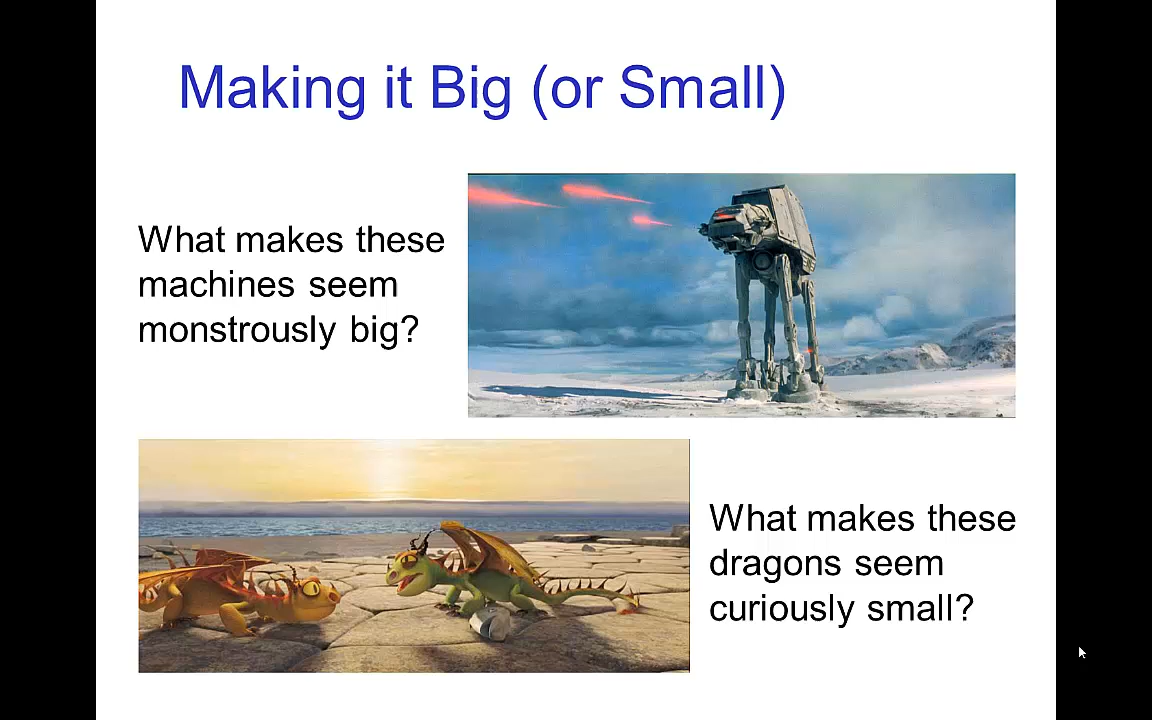 Making it Big (or Small)
What makes these
machines seem
monstrously big?
What makes these
dragons seem
curiously small?